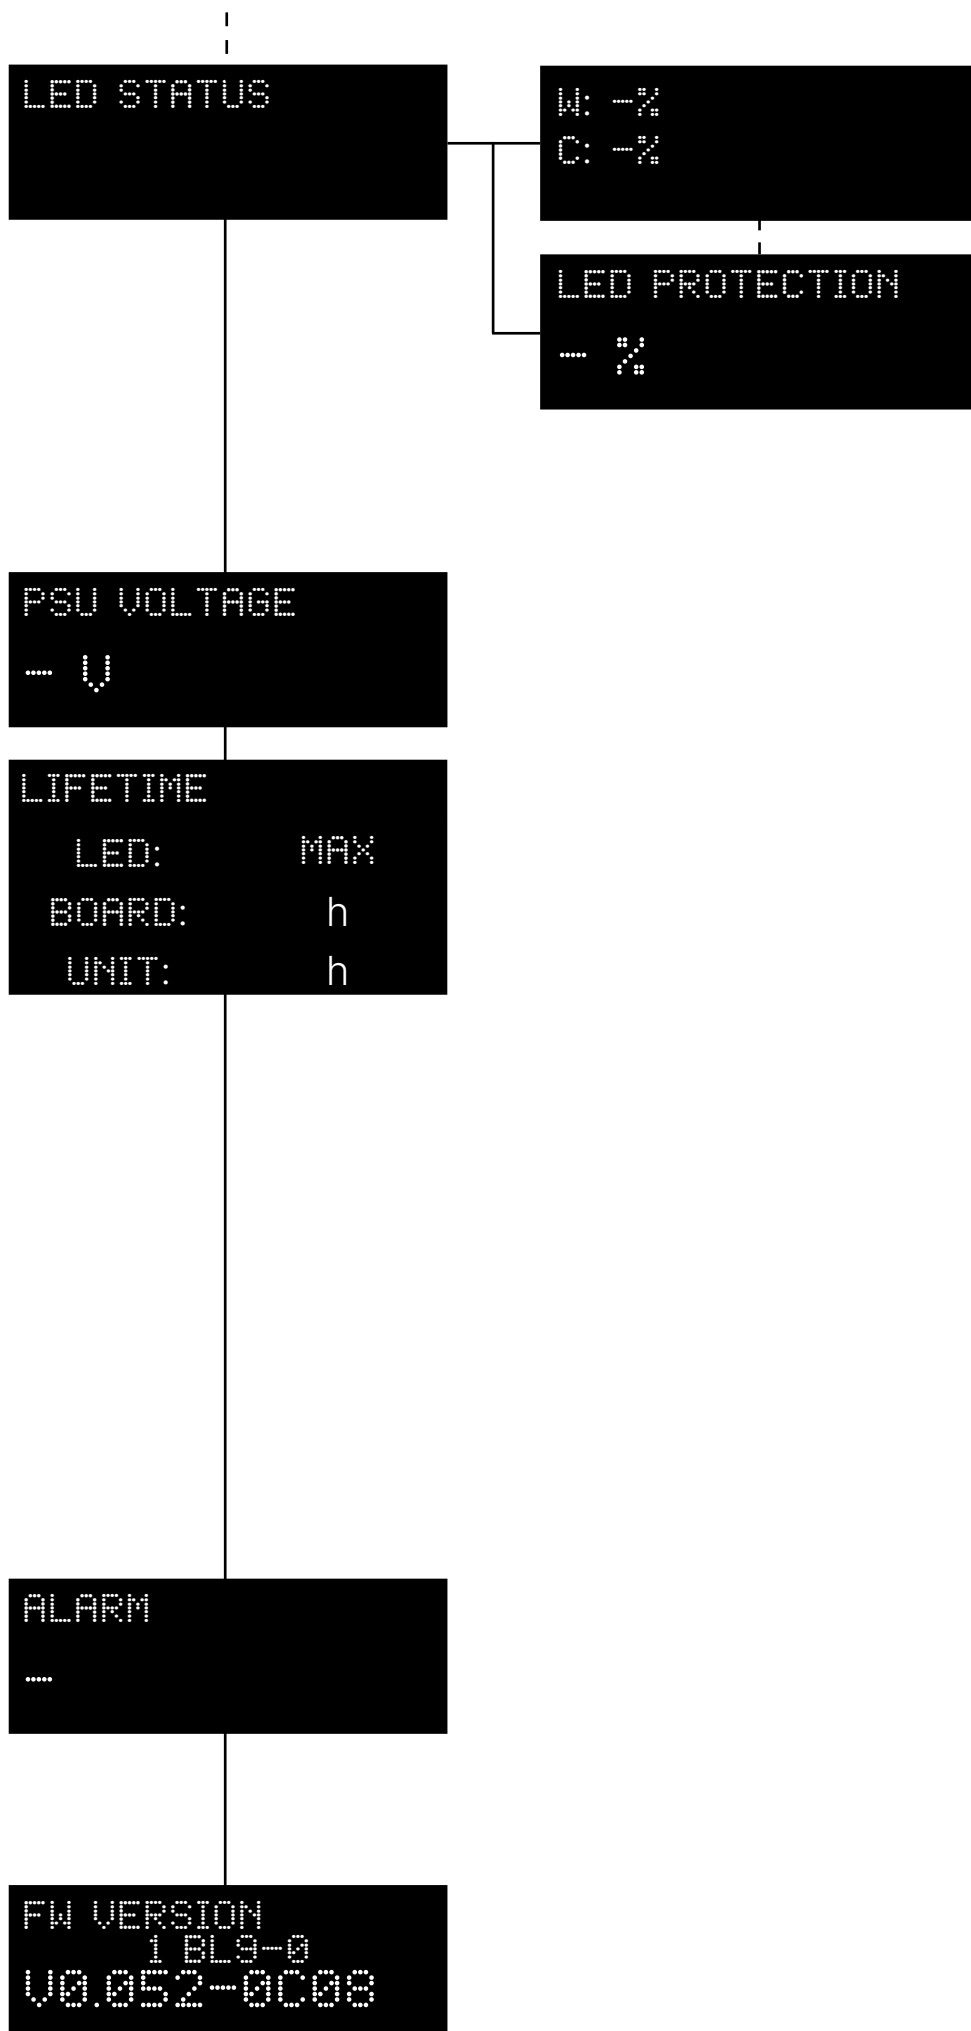 LED STATUS
W: -%
C: -%
LED PROTECTION
- %
PSU VOLTAGE
- V
LIFETIME
LED: MAX
BOARD: h
UNIT: h
ALARM
-
FW VERSION
1 BL9-0
V0.052-0C08